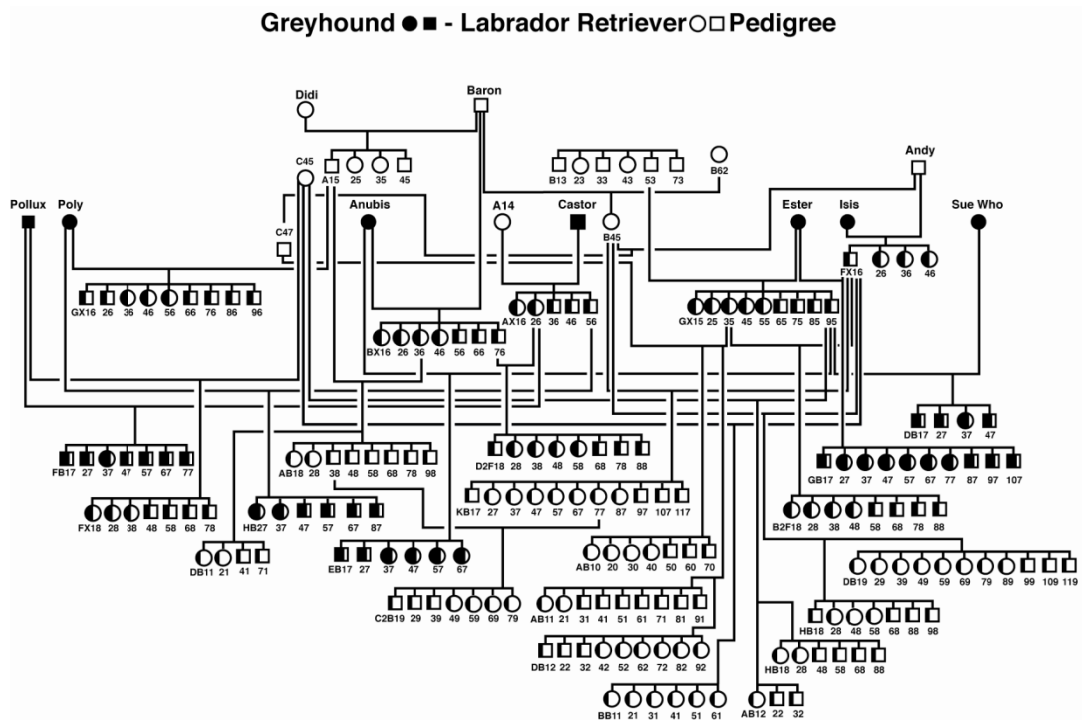 Greyhound - Labrador Retriever Pedigree
Didi
Baron
C45
A15 25 35 45
B13 23 33 43 53 73
B62
Andy
Pollux
Poly
Anubis
A14
Castor
Ester
Isis
Sue Who
C47
B45
FX16 26 36 46
GX16 26 36 46 56 66 76 86 96
AX16 26 36 46 56
GX15 25 35 45 55 65 75 85 95
BX16 26 36 46 56 66 76
DB17 27 37 47
FB17 27 37 47 57 67 77
AB18 28 38 48 58 68 78 98
D2F18 28 38 48 58 68 78 88
GB17 27 37 47 57 67 77 87 97 107
FX18 28 38 48 58 68 78
HB27 37 47 57 67 87
KB17 27 37 47 57 67 77 87 97 107 117
B2F18 28 38 48 58 68 78 88
DB11 21 41 71
EB17 27 37 47 57 67
AB10 20 30 40 50 60 70
DB19 29 39 49 59 69 79 89 99 109 119
C2B19 29 39 49 59 69 79
AB11 21 31 41 51 61 71 81 91
HB18 28 48 58 68 88 98
DB12 22 32 42 52 62 72 82 92
HB18 28 48 58 68 88
BB11 21 31 41 51 61
AB12 22 32